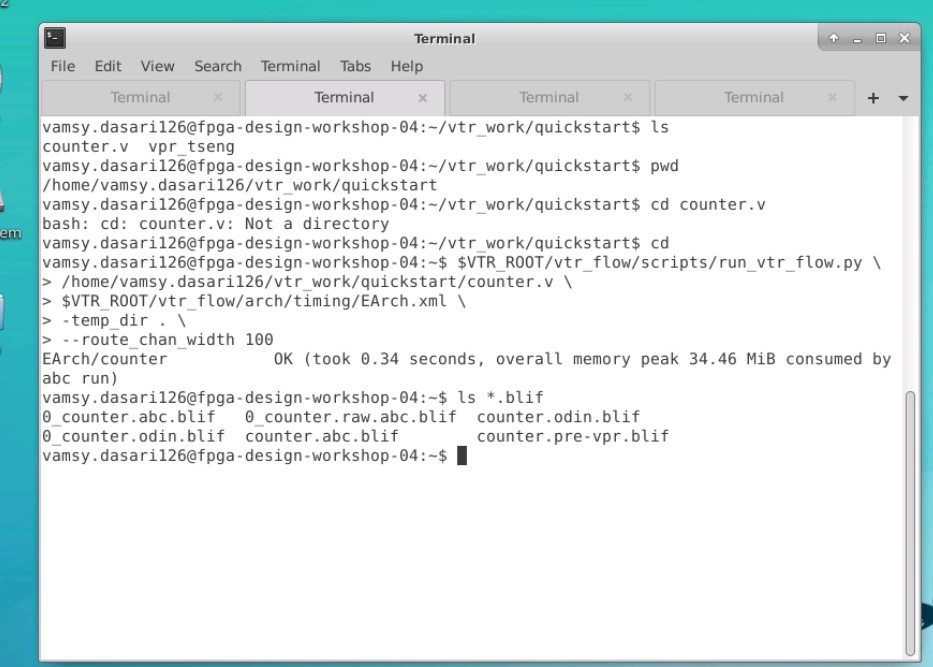 2
em
Terminal
File Edit View Search Terminal Tabs Help
Terminal × Terminal × Terminal × Terminal × +
vamsy.dasari126@fpga-design-workshop-04:~/vtr_work/quickstart$ ls
counter.v  vpr_tseng
vamsy.dasari126@fpga-design-workshop-04:~/vtr_work/quickstart$ pwd
/home/vamsy.dasari126/vtr_work/quickstart
vamsy.dasari126@fpga-design-workshop-04:~/vtr_work/quickstart$ cd counter.v
bash: cd: counter.v: Not a directory
vamsy.dasari126@fpga-design-workshop-04:~/vtr_work/quickstart$ cd
vamsy.dasari126@fpga-design-workshop-04:~$ $VTR_ROOT/vtr_flow/scripts/run_vtr_flow.py \
> /home/vamsy.dasari126/vtr_work/quickstart/counter.v \
> $VTR_ROOT/vtr_flow/arch/timing/EArch.xml \
> -temp_dir . \
> --route_chan_width 100
EArch/counter           OK (took 0.34 seconds, overall memory peak 34.46 MiB consumed by
abc run)
vamsy.dasari126@fpga-design-workshop-04:~$ ls *.blif
0_counter.abc.blif   0_counter.raw.abc.blif  counter.odin.blif
0_counter.odin.blif  counter.abc.blif        counter.pre-vpr.blif
vamsy.dasari126@fpga-design-workshop-04:~$